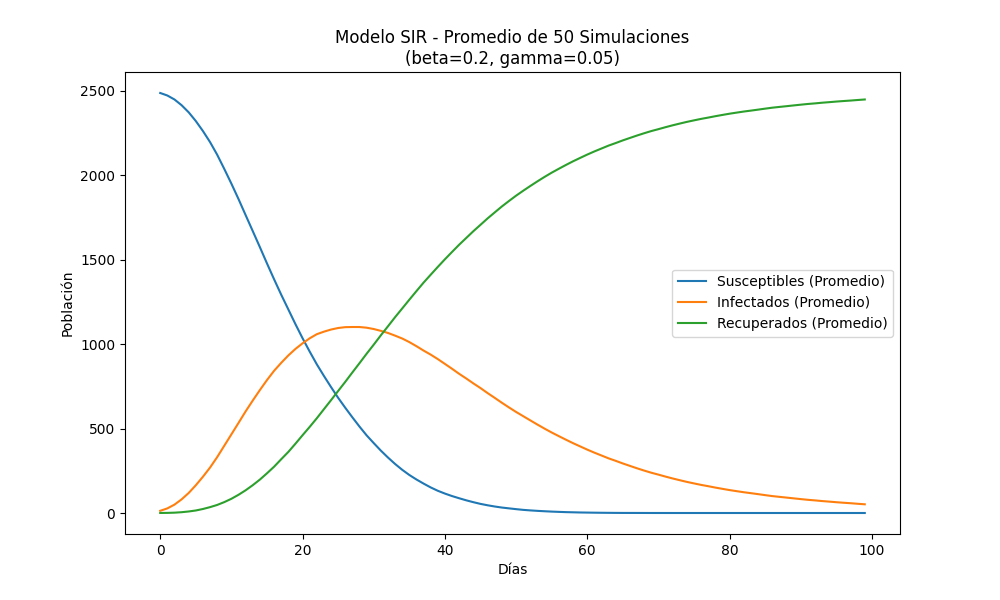 Modelo SIR - Promedio de 50 Simulaciones
(beta=0.2, gamma=0.05)
Población
2500
2000
1500
1000
500
0
Susceptibles (Promedio)
Infectados (Promedio)
Recuperados (Promedio)
0 20 40 60 80 100
Días